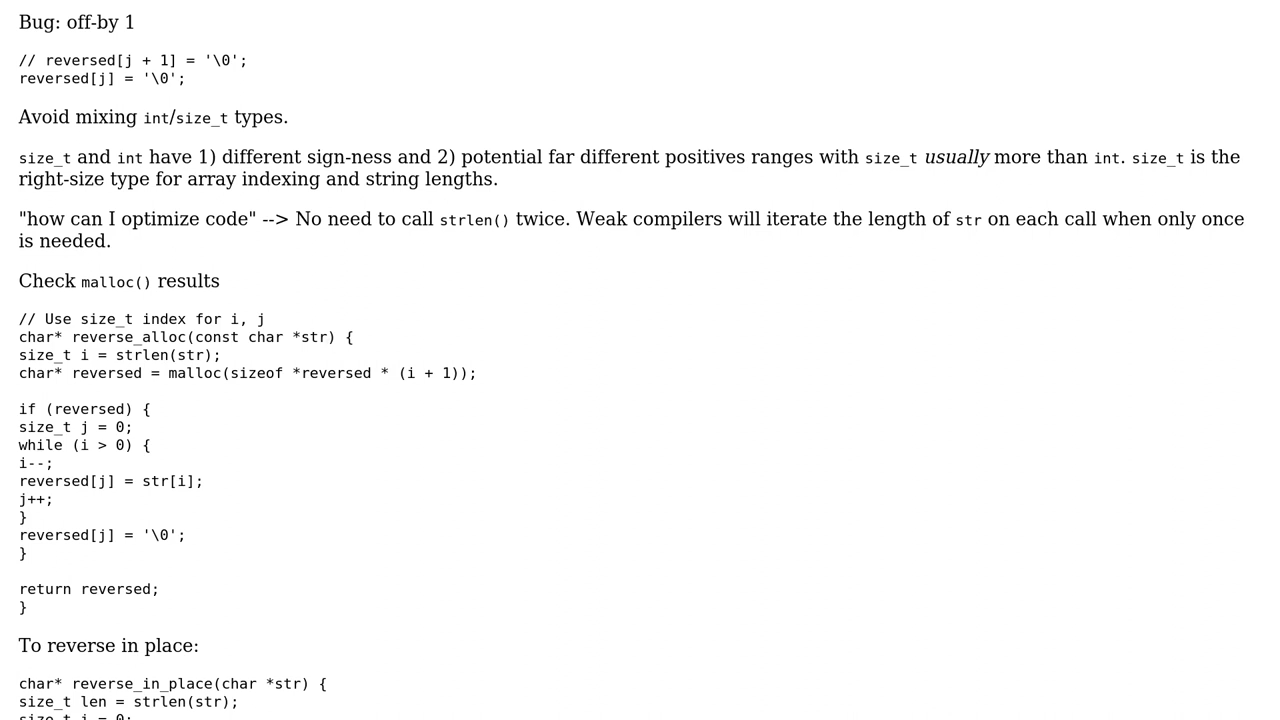 Bug: off-by 1
// reversed[j + 1] = '\0';
reversed[j] = '\0';
Avoid mixing int/size_t types.
size_t and int have 1) different sign-ness and 2) potential far different positives ranges with size_t usually more than int. size_t is the
right-size type for array indexing and string lengths.
"how can I optimize code" --> No need to call strlen() twice. Weak compilers will iterate the length of str on each call when only once
is needed.
Check malloc() results
// Use size_t index for i, j
char* reverse_alloc(const char *str) {
size_t i = strlen(str);
char* reversed = malloc(sizeof *reversed * (i + 1));
if (reversed) {
size_t j = 0;
while (i > 0) {
i--;
reversed[j] = str[i];
j++;
}
reversed[j] = '\0';
}
return reversed;
}
To reverse in place:
char* reverse_in_place(char *str) {
size_t len = strlen(str);
size_t i = 0;